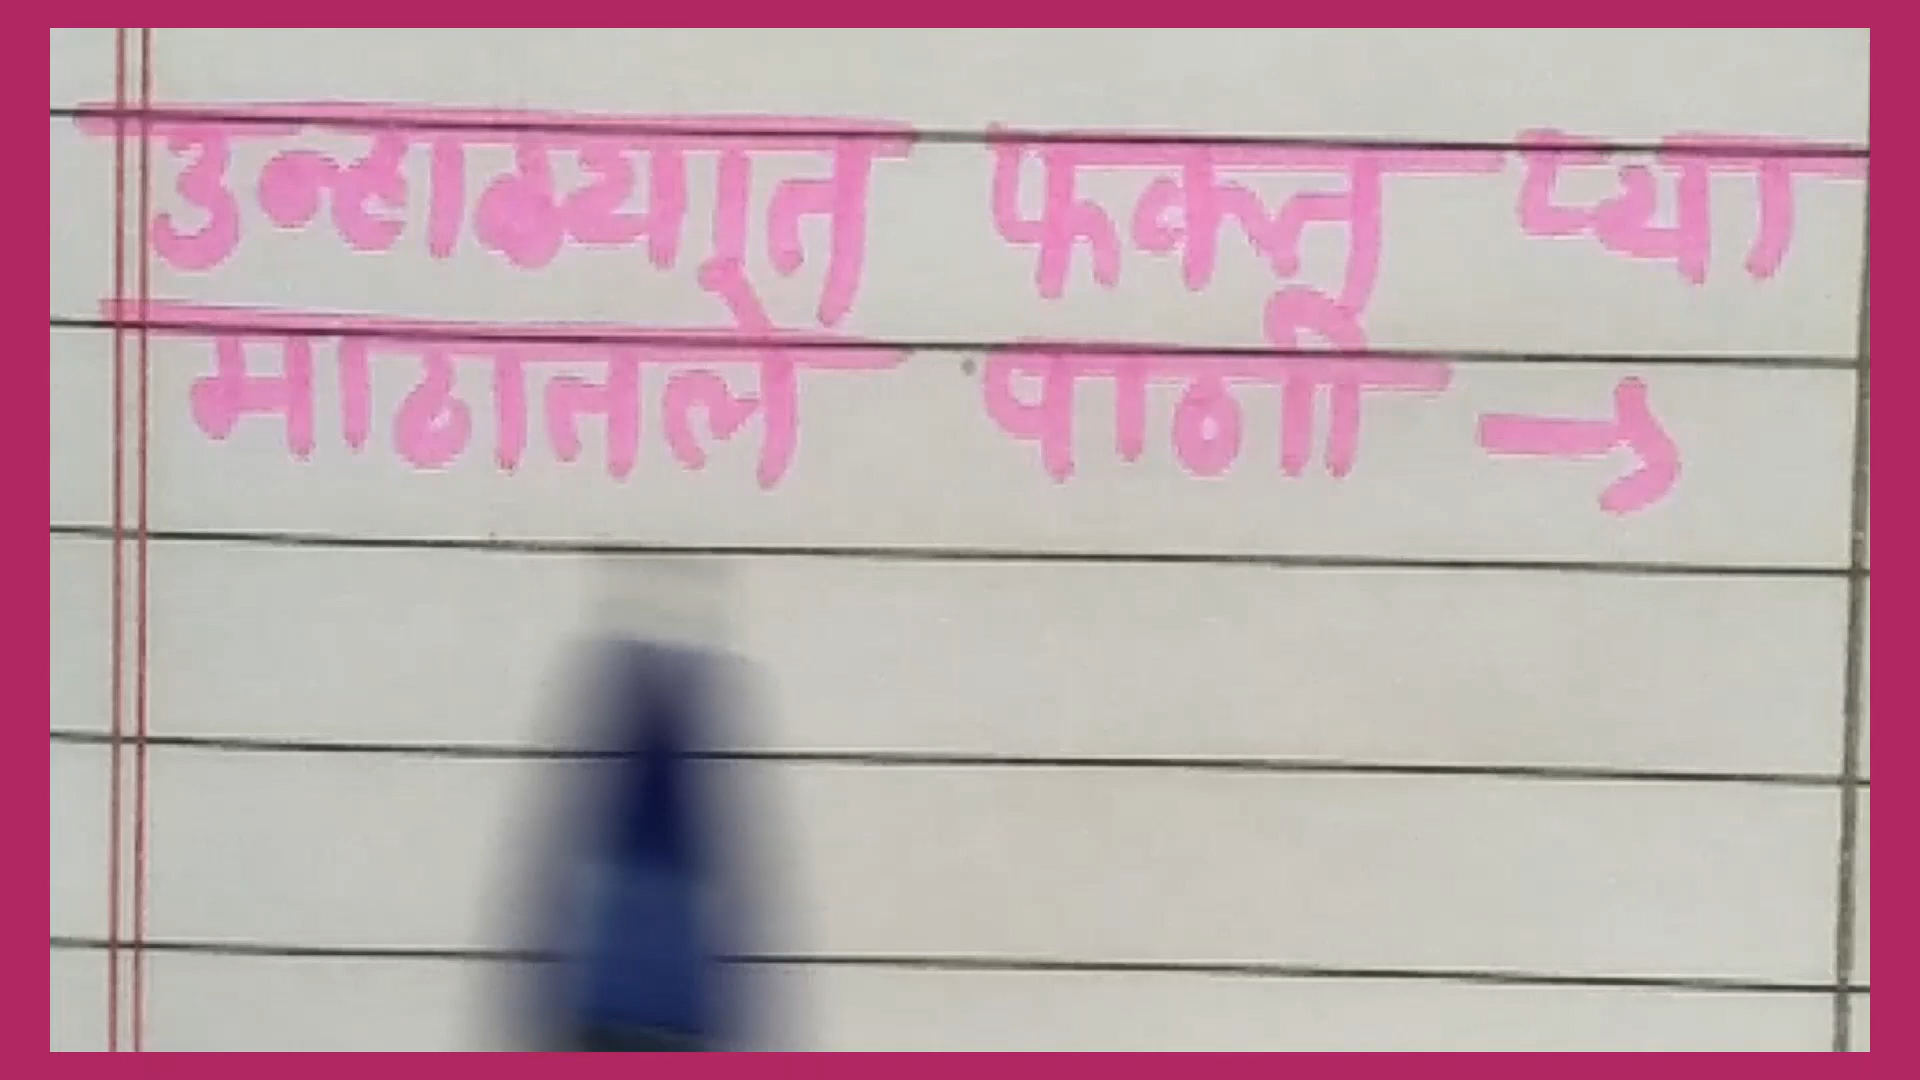 उन्हाळ्यात फक्त प्या
माठातले पाणी →